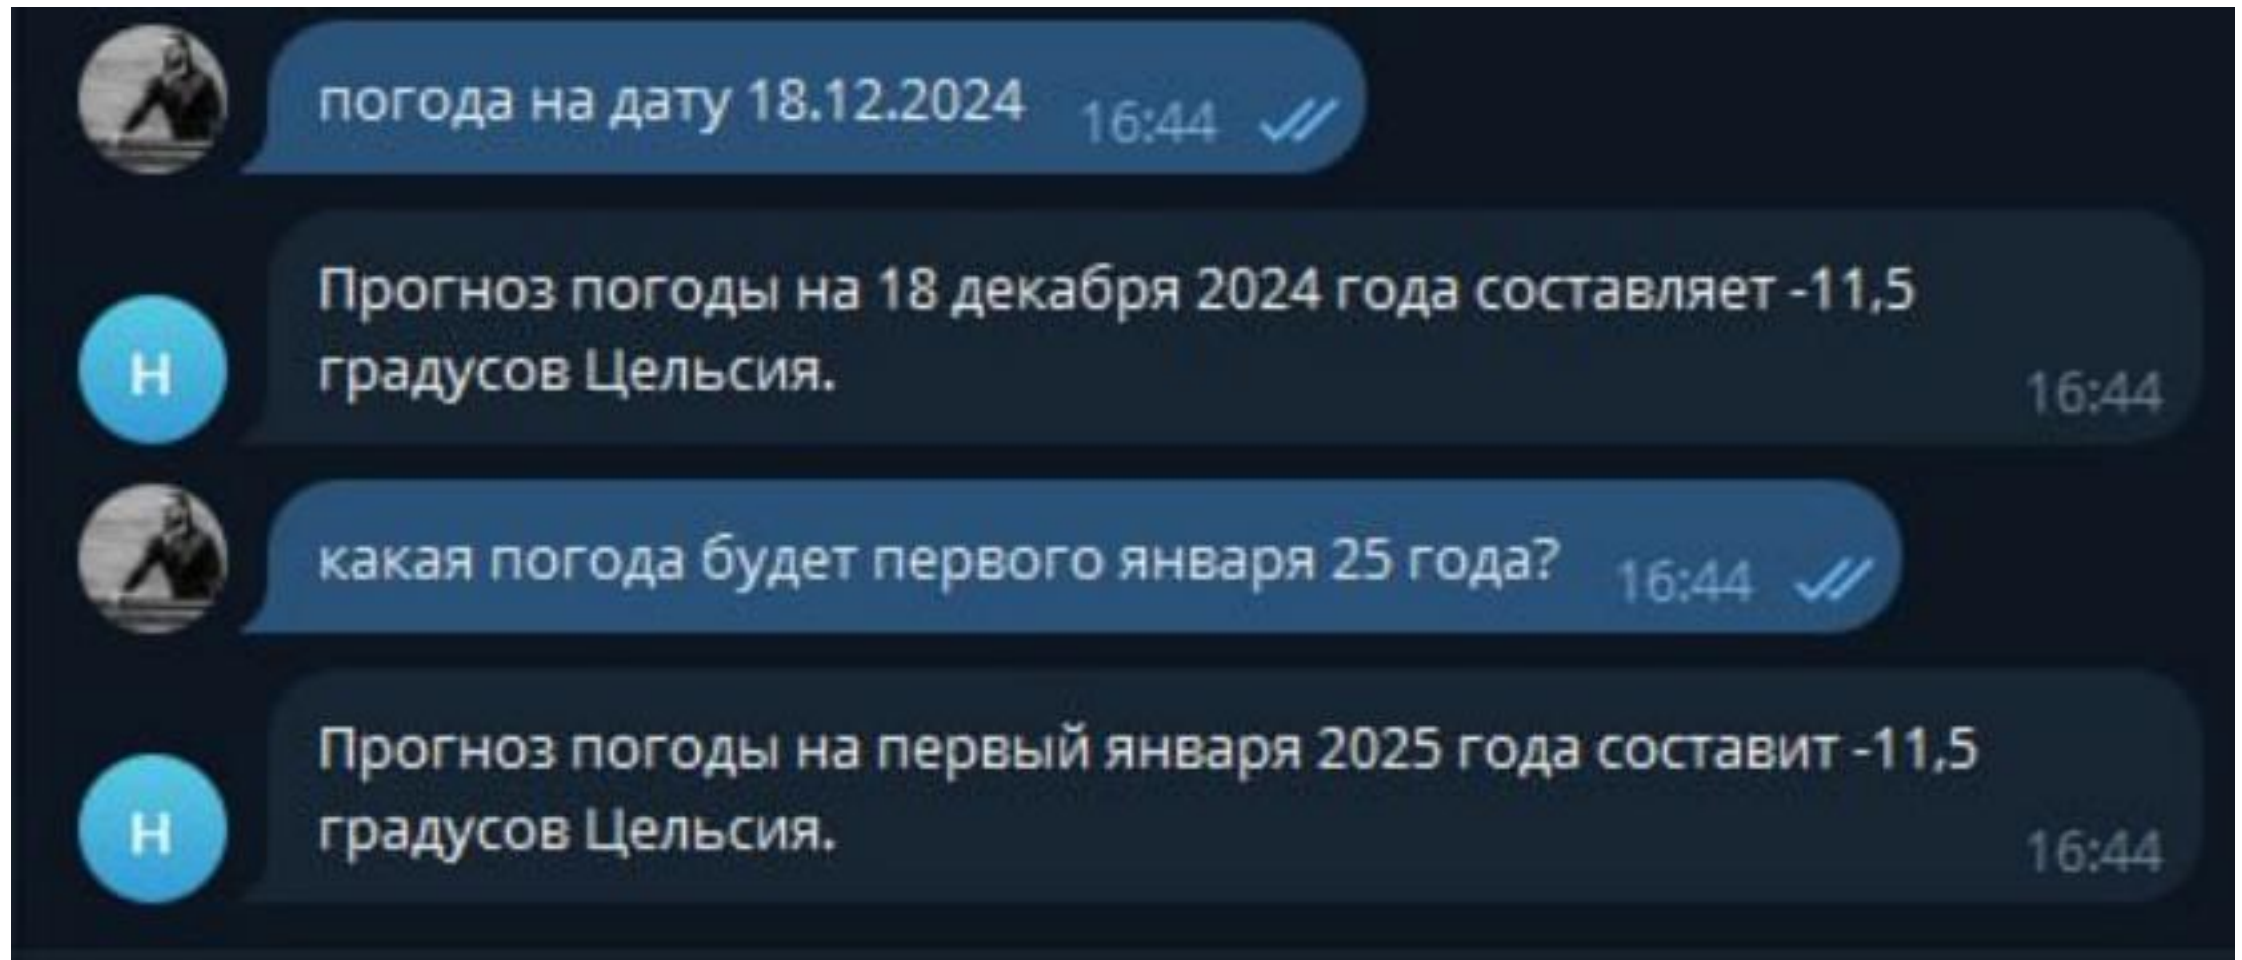 погода на дату 18.12.2024 16:44
Прогноз погоды на 18 декабря 2024 года составляет -11,5
градусов Цельсия.
16:44
Н
какая погода будет первого января 25 года? 16:44
Прогноз погоды на первый января 2025 года составит -11,5
градусов Цельсия.
16:44
Н